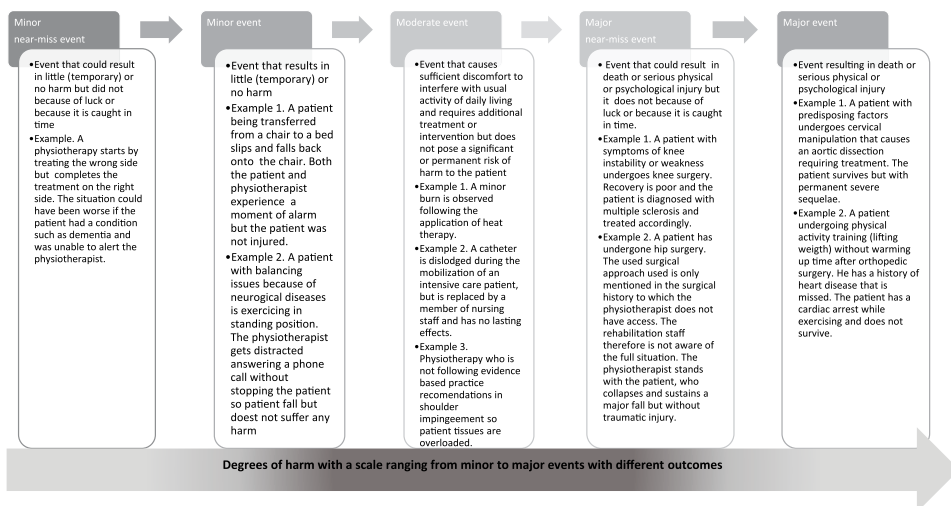 Minor
near-miss event
•Event that could result
in little (temporary) or
no harm but did not
because of luck or
because it is caught in
time
•Example. A
physiotherapy starts by
treating the wrong side
but completes the
treatment on the right
side. The situation could
have been worse if the
patient had a condition
such as dementia and
was unable to alert the
physiotherapist.
Minor event
•Event that results in
little (temporary) or
no harm
•Example 1. A patient
being transferred
from a chair to a bed
slips and falls back
onto the chair. Both
the patient and
physiotherapist
experience a
moment of alarm
but the patient was
not injured.
•Example 2. A patient
with balancing
issues because of
neurogical diseases
is exercicing in
standing position.
The physiotherapist
gets distracted
answering a phone
call without
stopping the patient
so patient fall but
doest not suffer any
harm
Moderate event
•Event that causes
sufficient discomfort to
interfere with usual
activity of daily living
and requires additional
treatment or
intervention but does
not pose a significant
or permanent risk of
harm to the patient
•Example 1. A minor
burn is observed
following the
application of heat
therapy.
•Example 2. A catheter
is dislodged during the
mobilization of an
intensive care patient,
but is replaced by a
member of nursing
staff and has no lasting
effects.
•Example 3.
Physiotherapy who is
not following evidence
based practice
recomendations in
shoulder
impingeement so
patient tissues are
overloaded.
Major
near-miss event
• Event that could result in
death or serious physical
or psychological injury but
it does not because of
luck or because it is caught
in time.
•Example 1. A patient with
symptoms of knee
instability or weakness
undergoes knee surgery.
Recovery is poor and the
patient is diagnosed with
multiple sclerosis and
treated accordingly.
•Example 2. A patient has
undergone hip surgery.
The used surgical
approach used is only
mentioned in the surgical
history to which the
physiotherapist does not
have access. The
rehabilitation staff
therefore is not aware of
the full situation. The
physiotherapist stands
with the patient, who
collapses and sustains a
major fall but without
traumatic injury.
Major event
•Event resulting in death or
serious physical or
psychological injury
•Example 1. A patient with
predisposing factors
undergoes cervical
manipulation that causes
an aortic dissection
requiring treatment. The
patient survives but with
permanent severe
sequelae.
•Example 2. A patient
undergoing physical
activity training (lifting
weigth) without warming
up time after orthopedic
surgery. He has a history of
heart disease that is
missed. The patient has a
cardiac arrest while
exercising and does not
survive.
Degrees of harm with a scale ranging from minor to major events with different outcomes